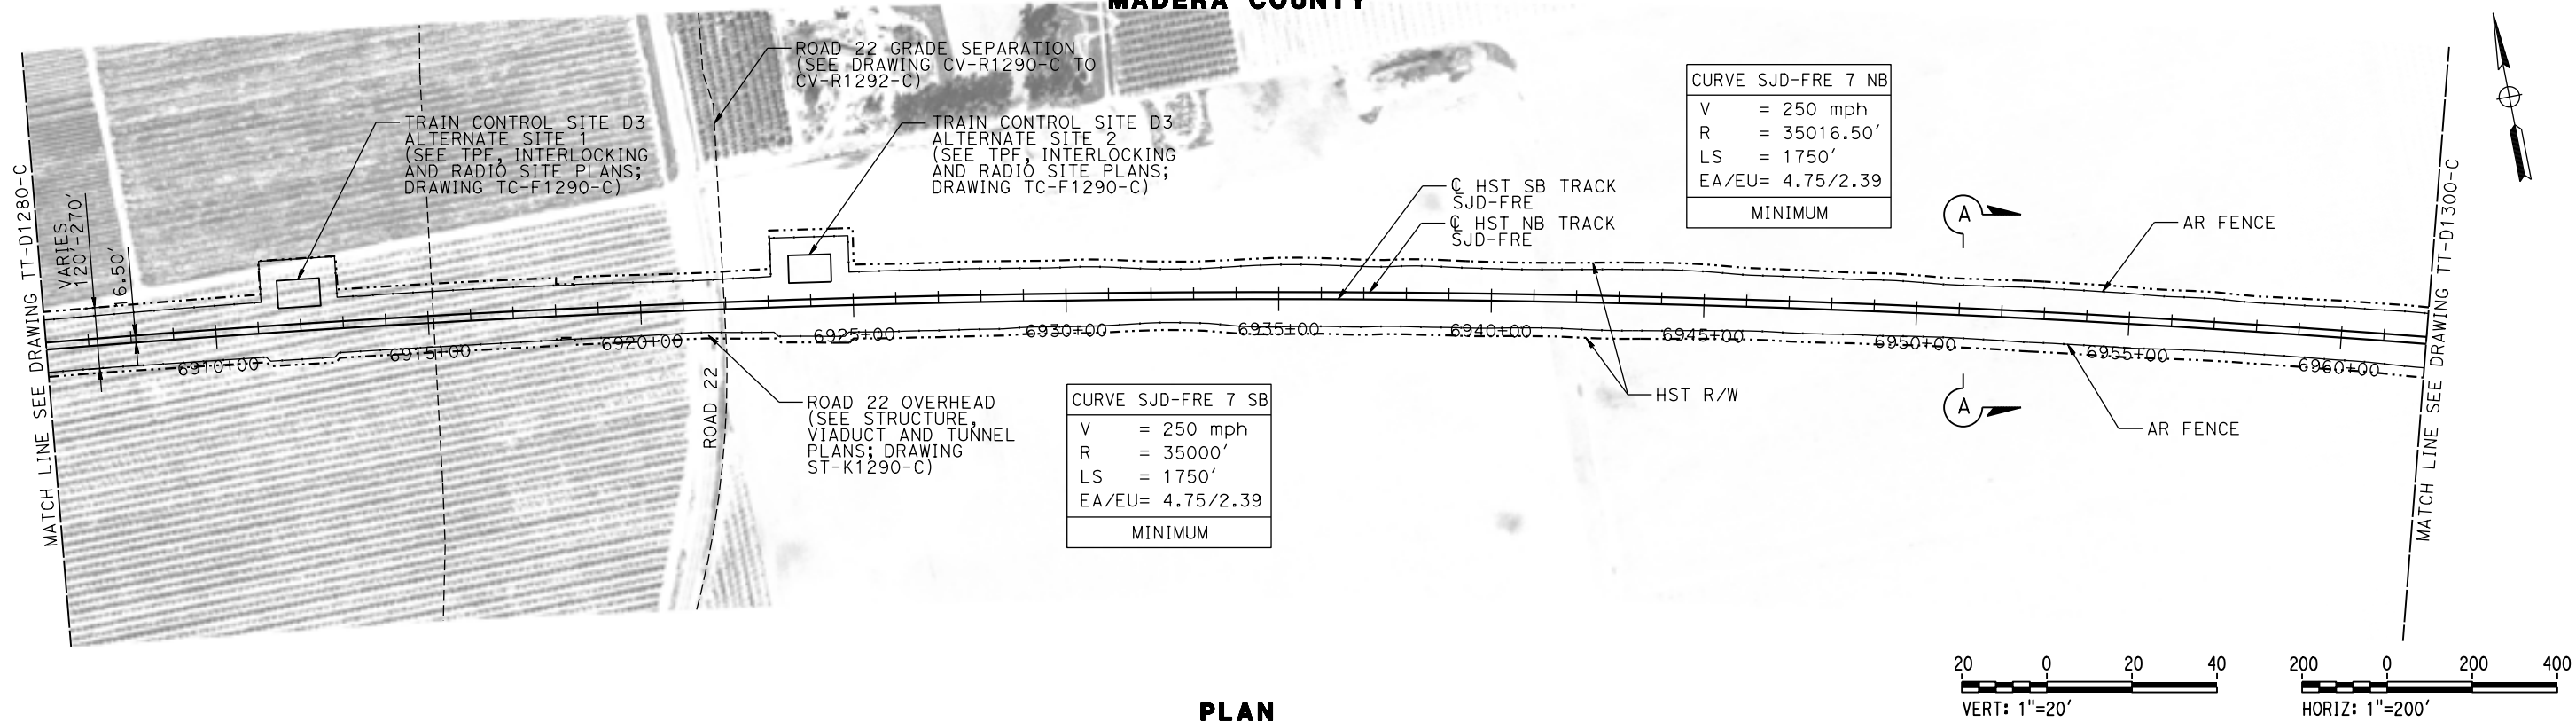 MADERA COUNTY
ROAD 22 GRADE SEPARATION
(SEE DRAWING CV-R1290-C TO
CV-R1292-C)
TRAIN CONTROL SITE D3
ALTERNATE SITE 1
(SEE TPF, INTERLOCKING
AND RADIO SITE PLANS;
DRAWING TC-F1290-C)
TRAIN CONTROL SITE D3
ALTERNATE SITE 2
(SEE TPF, INTERLOCKING
AND RADIO SITE PLANS;
DRAWING TC-F1290-C)
CURVE SJD-FRE 7 NB
V = 250 mph
R = 35016.50'
LS = 1750'
EA/EU= 4.75/2.39
MINIMUM
℄ HST SB TRACK
SJD-FRE
℄ HST NB TRACK
SJD-FRE
A
AR FENCE
MATCH LINE SEE DRAWING TT-D1280-C
VARIES
120'-270'
16.50'
6910+00
6915+00
6920+00
6925+00
6930+00
6935+00
6940+00
6945+00
6950+00
6955+00
6960+00
MATCH LINE SEE DRAWING TT-D1300-C
ROAD 22
ROAD 22 OVERHEAD
(SEE STRUCTURE,
VIADUCT AND TUNNEL
PLANS; DRAWING
ST-K1290-C)
CURVE SJD-FRE 7 SB
V = 250 mph
R = 35000'
LS = 1750'
EA/EU= 4.75/2.39
MINIMUM
HST R/W
A
AR FENCE
20 0 20 40
VERT: 1"=20'
200 0 200 400
HORIZ: 1"=200'
PLAN